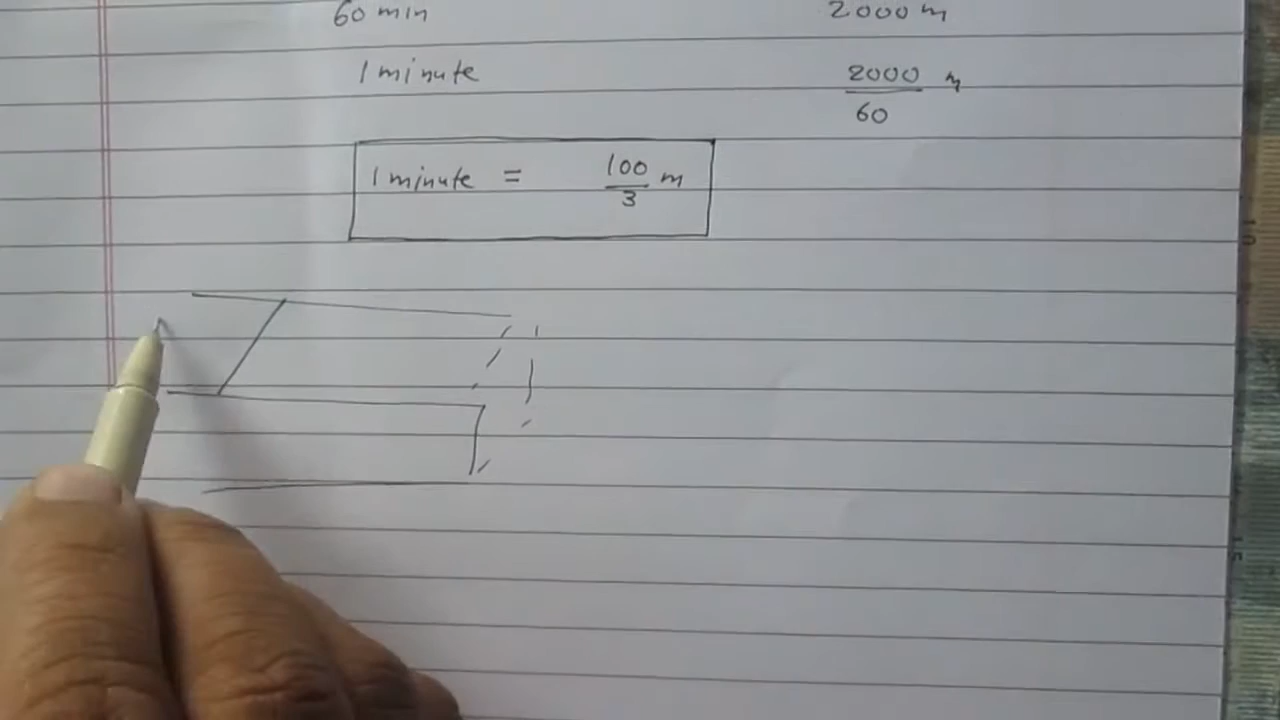 60 min 2000 m
1 minute 2000/60 m
1 minute = 100/3 m